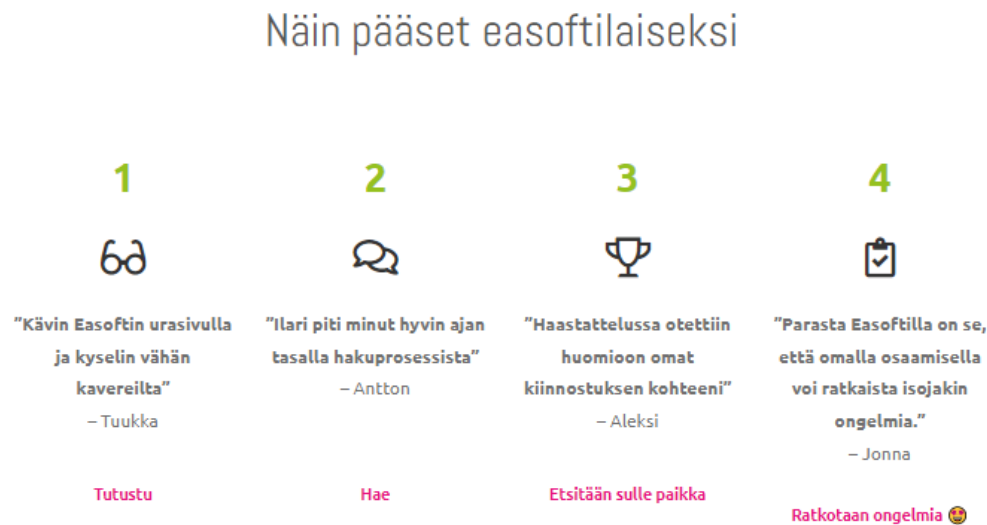 Näin pääset easoftilaiseksi
1
”Kävin Easoftin urasivulla
ja kyselin vähän
kavereilta”
– Tuukka
Tutustu
2
”Ilari piti minut hyvin ajan
tasalla hakuprosessista”
– Antton
Hae
3
”Haastattelussa otettiin
huomioon omat
kiinnostuksen kohteeni”
– Aleksi
Etsitään sulle paikka
4
”Parasta Easoftilla on se,
että omalla osaamisella
voi ratkaista isojakin
ongelmia.”
– Jonna
Ratkotaan ongelmia 🤩